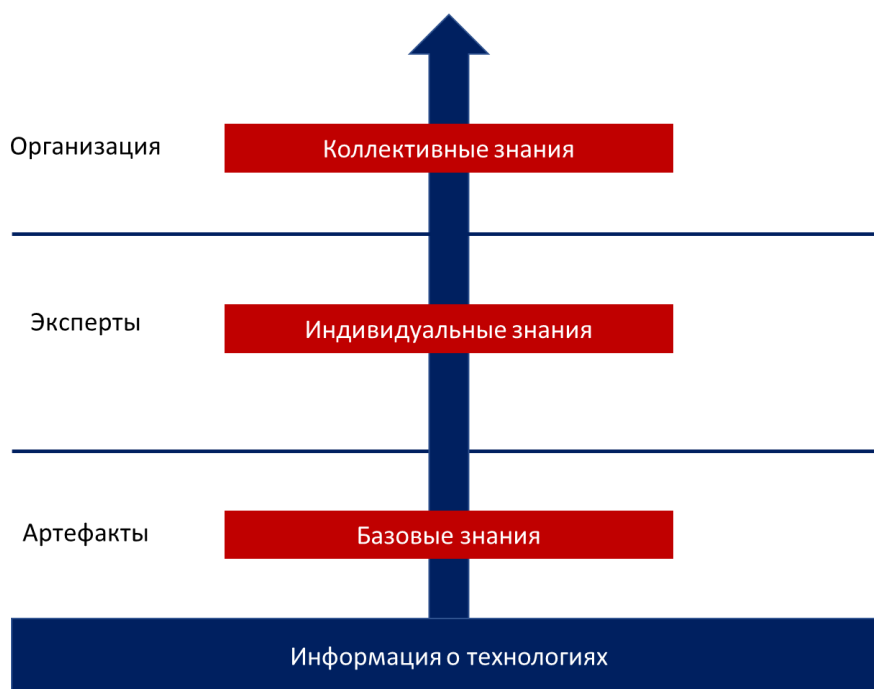 Организация
Коллективные знания
Эксперты
Индивидуальные знания
Артефакты
Базовые знания
Информация о технологиях